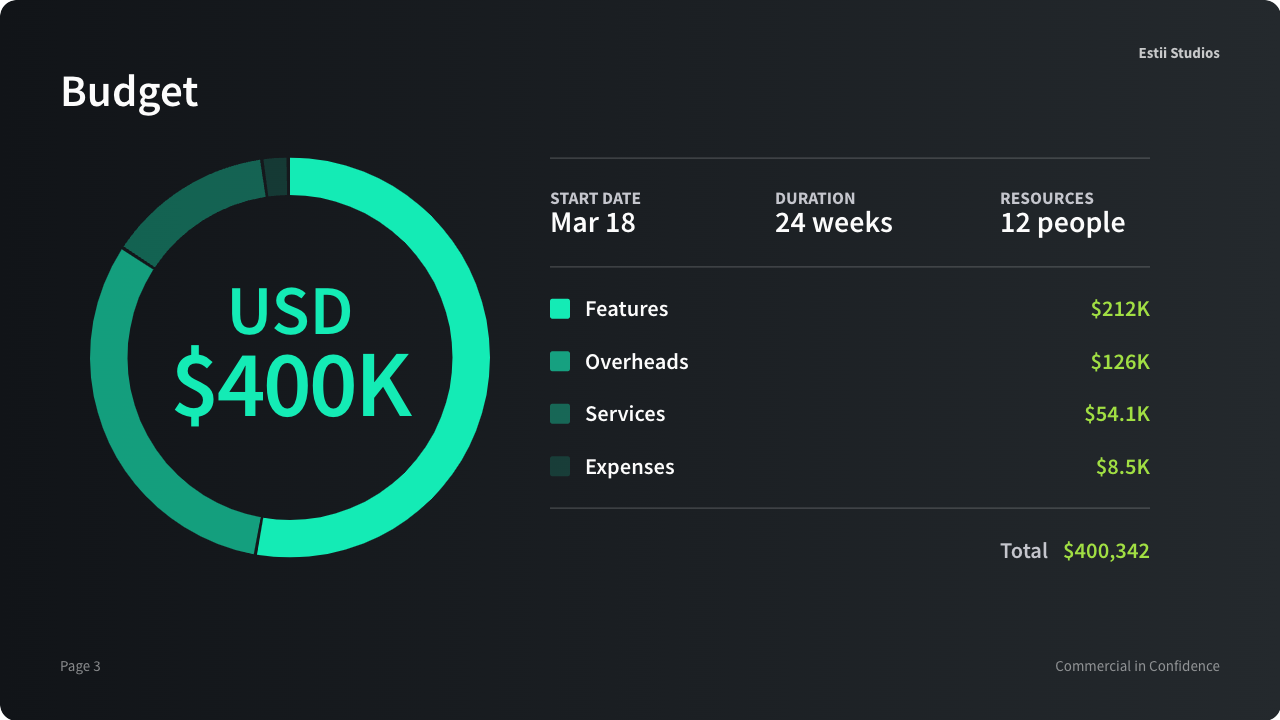 Estii Studios
Budget
USD
$400K
START DATE
Mar 18
DURATION
24 weeks
RESOURCES
12 people
Features $212K
Overheads $126K
Services $54.1K
Expenses $8.5K
Total $400,342
Page 3
Commercial in Confidence